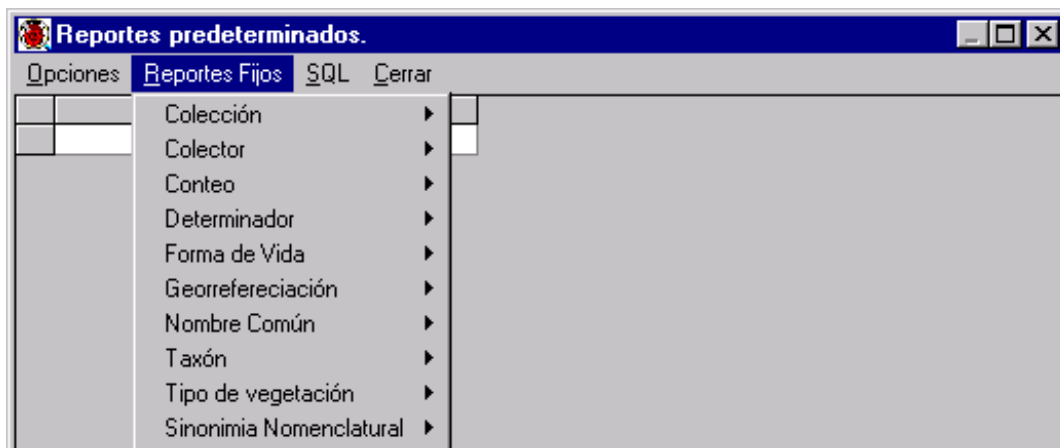 Reportes predeterminados.
Opciones Reportes Fijos SQL Cerrar
Colección
Colector
Conteo
Determinador
Forma de Vida
Georrefereciación
Nombre Común
Taxón
Tipo de vegetación
Sinonimia Nomenclatural